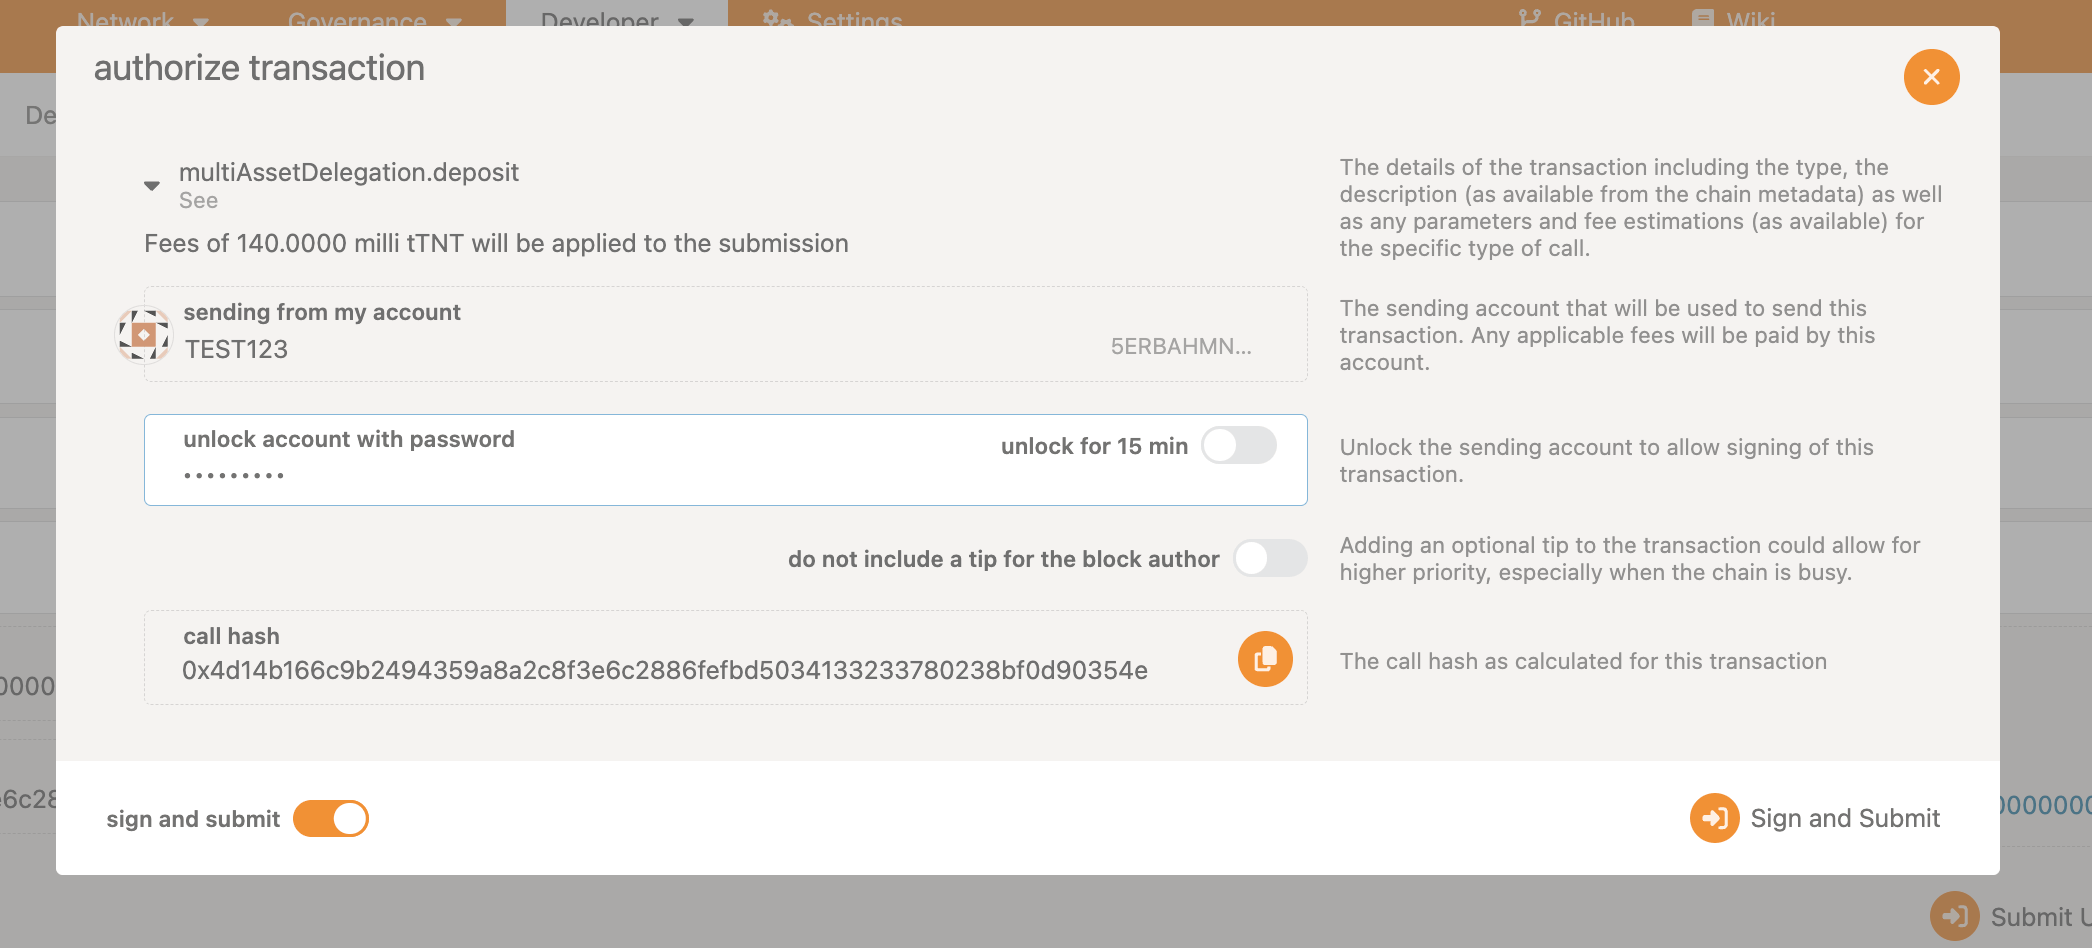 Network
Governance
Developer
Settings
GitHub
Wiki
authorize transaction
De
multiAssetDelegation.deposit
See
Fees of 140.0000 milli tTNT will be applied to the submission
The details of the transaction including the type, the
description (as available from the chain metadata) as well
as any parameters and fee estimations (as available) for
the specific type of call.
sending from my account
TEST123
5ERBAHMN...
The sending account that will be used to send this
transaction. Any applicable fees will be paid by this
account.
unlock account with password
•••••••••
unlock for 15 min
Unlock the sending account to allow signing of this
transaction.
do not include a tip for the block author
Adding an optional tip to the transaction could allow for
higher priority, especially when the chain is busy.
call hash
0x4d14b166c9b2494359a8a2c8f3e6c2886fefbd5034133233780238bf0d90354e
The call hash as calculated for this transaction
0000
e6c28
0000000
sign and submit
Sign and Submit
Submit U